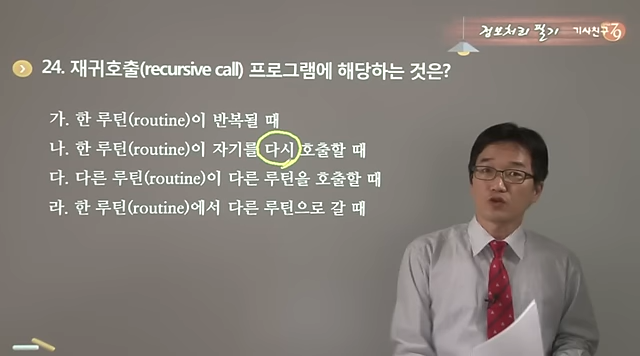 정보처리 필기 기사친구
24. 재귀호출(recursive call) 프로그램에 해당하는 것은?
가. 한 루틴(routine)이 반복될 때
나. 한 루틴(routine)이 자기를 다시 호출할 때
다. 다른 루틴이 다른 루틴을 호출할 때
라. 한 루틴(routine)에서 다른 루틴으로 갈 때